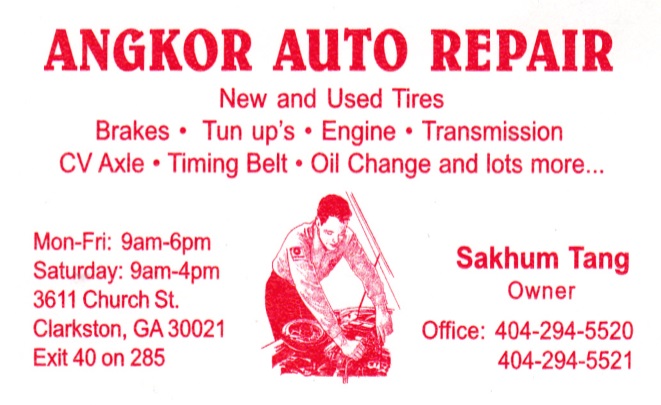 ANGKOR AUTO REPAIR
New and Used Tires
Brakes • Tun up's • Engine • Transmission
CV Axle • Timing Belt • Oil Change and lots more...
Mon-Fri: 9am-6pm
Saturday: 9am-4pm
3611 Church St.
Clarkston, GA 30021
Exit 40 on 285
Sakhum Tang
Owner
Office: 404-294-5520
404-294-5521